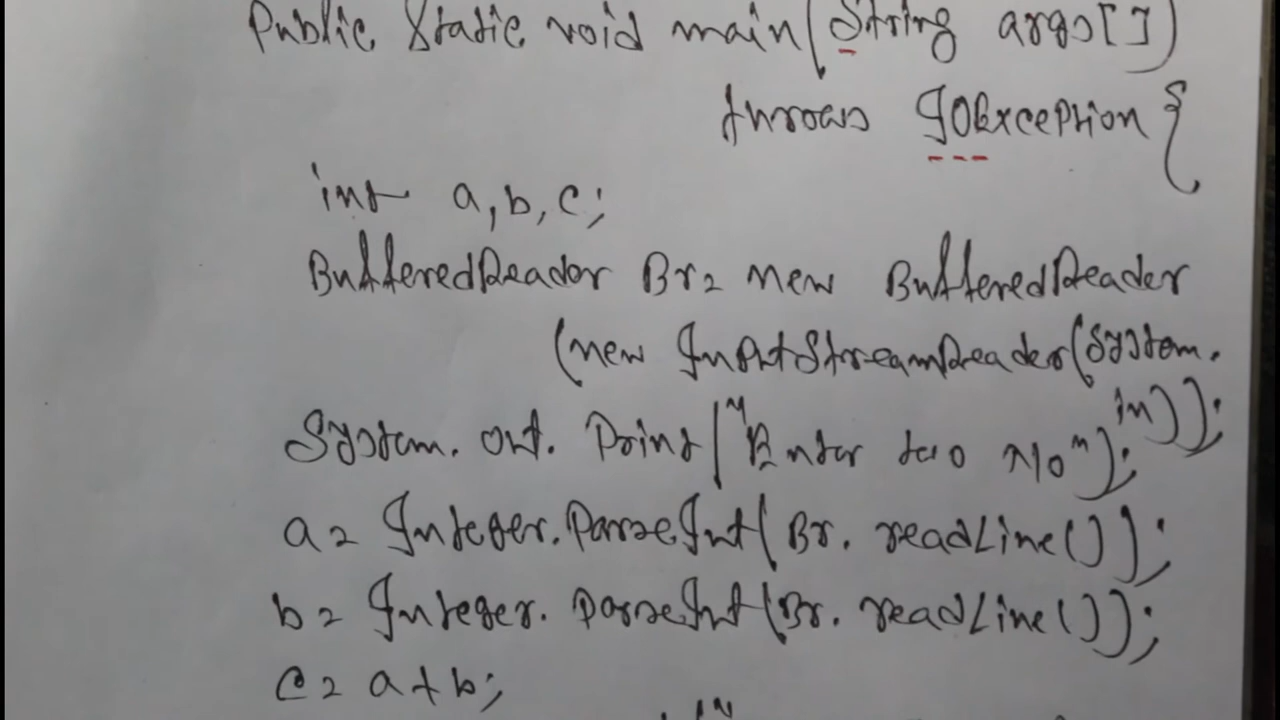 Public Static void main(String args[])
throws IOException {
int a, b, c;
BufferedReader Br = new BufferedReader
(new InputStreamReader(System.
in));
System. out. Print("Enter two No");
a = Integer.ParseInt(Br. readLine());
b = Integer. ParseInt(Br. readLine());
c = a + b;